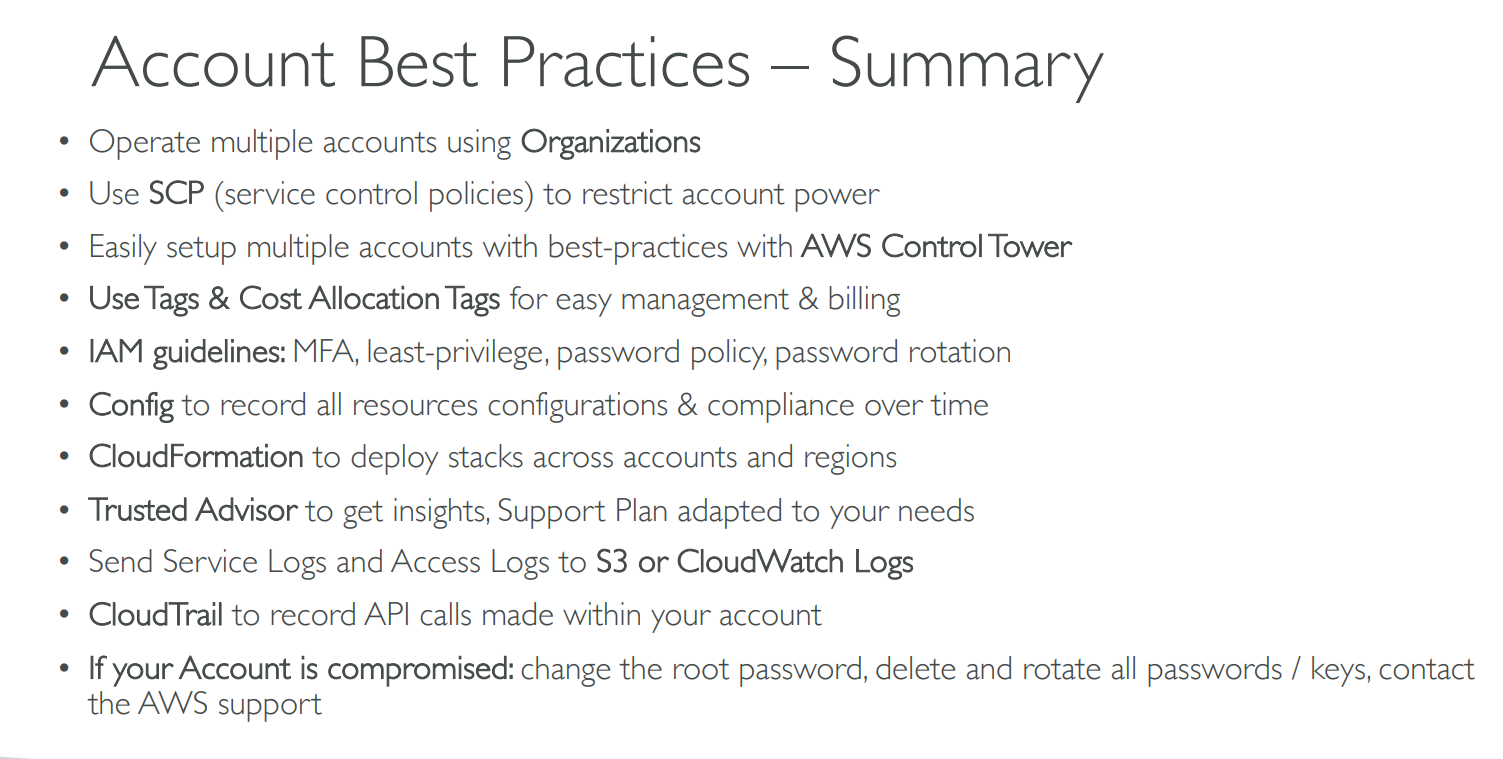 Account Best Practices – Summary
• Operate multiple accounts using Organizations
• Use SCP (service control policies) to restrict account power
• Easily setup multiple accounts with best-practices with AWS Control Tower
• Use Tags & Cost Allocation Tags for easy management & billing
• IAM guidelines: MFA, least-privilege, password policy, password rotation
• Config to record all resources configurations & compliance over time
• CloudFormation to deploy stacks across accounts and regions
• Trusted Advisor to get insights, Support Plan adapted to your needs
• Send Service Logs and Access Logs to S3 or CloudWatch Logs
• CloudTrail to record API calls made within your account
• If your Account is compromised: change the root password, delete and rotate all passwords / keys, contact
the AWS support